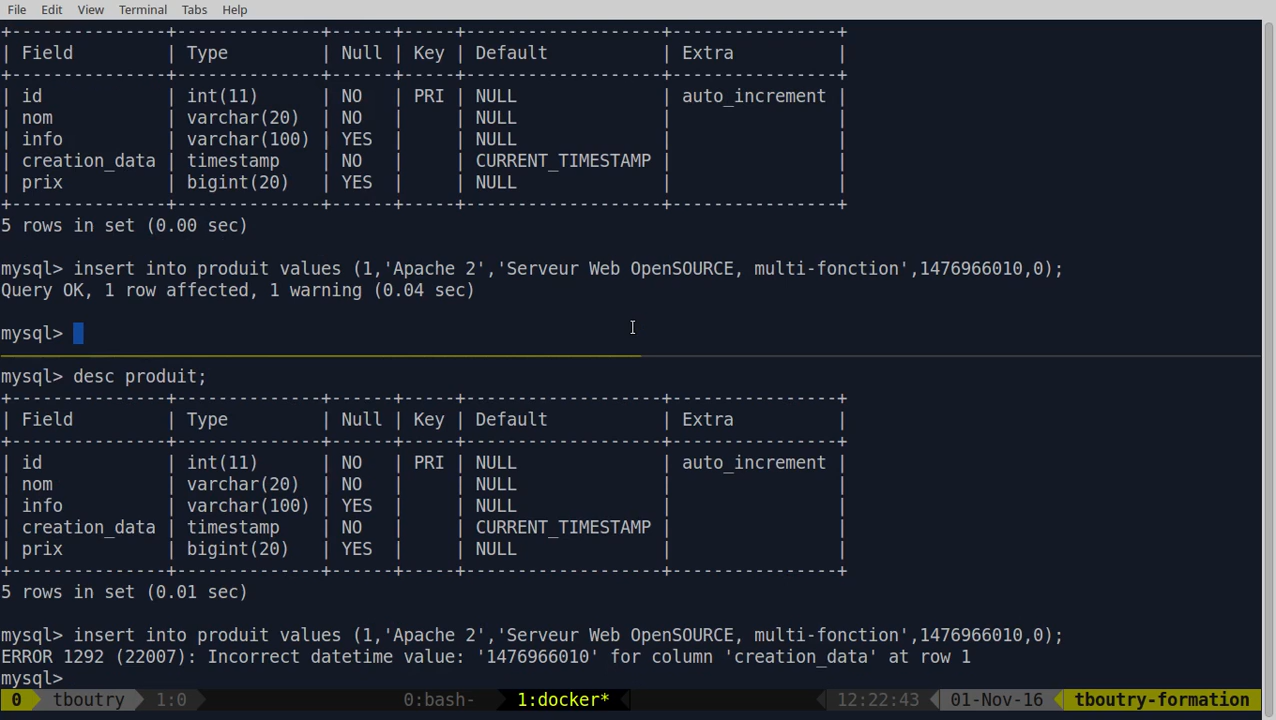 File Edit View Terminal Tabs Help
+---------------+--------------+------+-----+-------------------+----------------+
| Field         | Type         | Null | Key | Default           | Extra          |
+---------------+--------------+------+-----+-------------------+----------------+
| id            | int(11)      | NO   | PRI | NULL              | auto_increment |
| nom           | varchar(20)  | NO   |     | NULL              |                |
| info          | varchar(100) | YES  |     | NULL              |                |
| creation_data | timestamp    | NO   |     | CURRENT_TIMESTAMP |                |
| prix          | bigint(20)   | YES  |     | NULL              |                |
+---------------+--------------+------+-----+-------------------+----------------+
5 rows in set (0.00 sec)
mysql> insert into produit values (1,'Apache 2','Serveur Web OpenSOURCE, multi-fonction',1476966010,0);
Query OK, 1 row affected, 1 warning (0.04 sec)
mysql>
mysql> desc produit;
+---------------+--------------+------+-----+-------------------+----------------+
| Field         | Type         | Null | Key | Default           | Extra          |
+---------------+--------------+------+-----+-------------------+----------------+
| id            | int(11)      | NO   | PRI | NULL              | auto_increment |
| nom           | varchar(20)  | NO   |     | NULL              |                |
| info          | varchar(100) | YES  |     | NULL              |                |
| creation_data | timestamp    | NO   |     | CURRENT_TIMESTAMP |                |
| prix          | bigint(20)   | YES  |     | NULL              |                |
+---------------+--------------+------+-----+-------------------+----------------+
5 rows in set (0.01 sec)
mysql> insert into produit values (1,'Apache 2','Serveur Web OpenSOURCE, multi-fonction',1476966010,0);
ERROR 1292 (22007): Incorrect datetime value: '1476966010' for column 'creation_data' at row 1
mysql>
0 tboutry 1:0 0:bash- 1:docker* 12:22:43 01-Nov-16 tboutry-formation